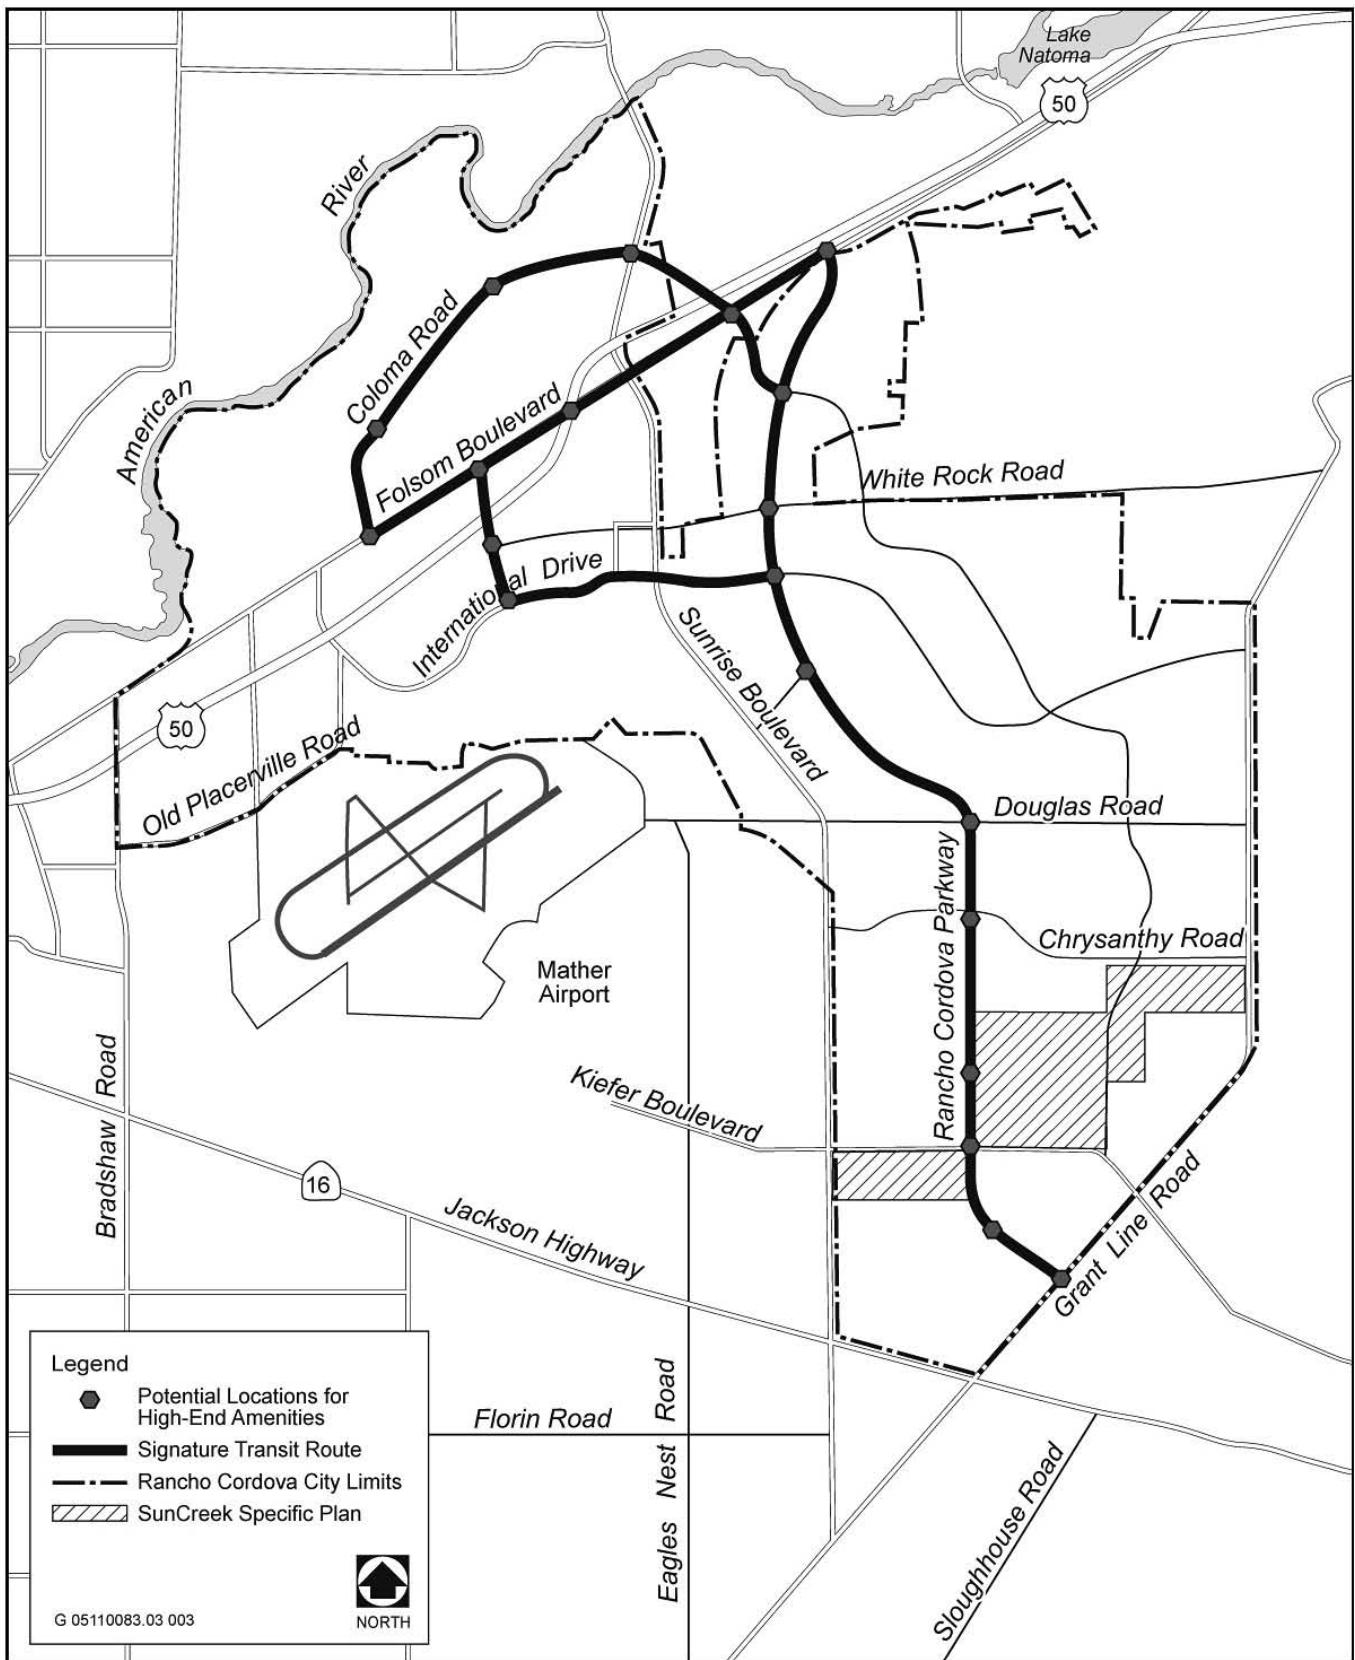 Lake
Natoma
50
River
American
Coloma Road
Folsom Boulevard
White Rock Road
International Drive
Sunrise Boulevard
50
Old Placerville Road
Douglas Road
Rancho Cordova Parkway
Chrysanthy Road
Mather
Airport
Kiefer Boulevard
Bradshaw Road
16
Jackson Highway
Grant Line Road
Florin Road
Eagles Nest Road
Sloughhouse Road
Legend
Potential Locations for
High-End Amenities
Signature Transit Route
Rancho Cordova City Limits
SunCreek Specific Plan
G 05110083.03 003
NORTH